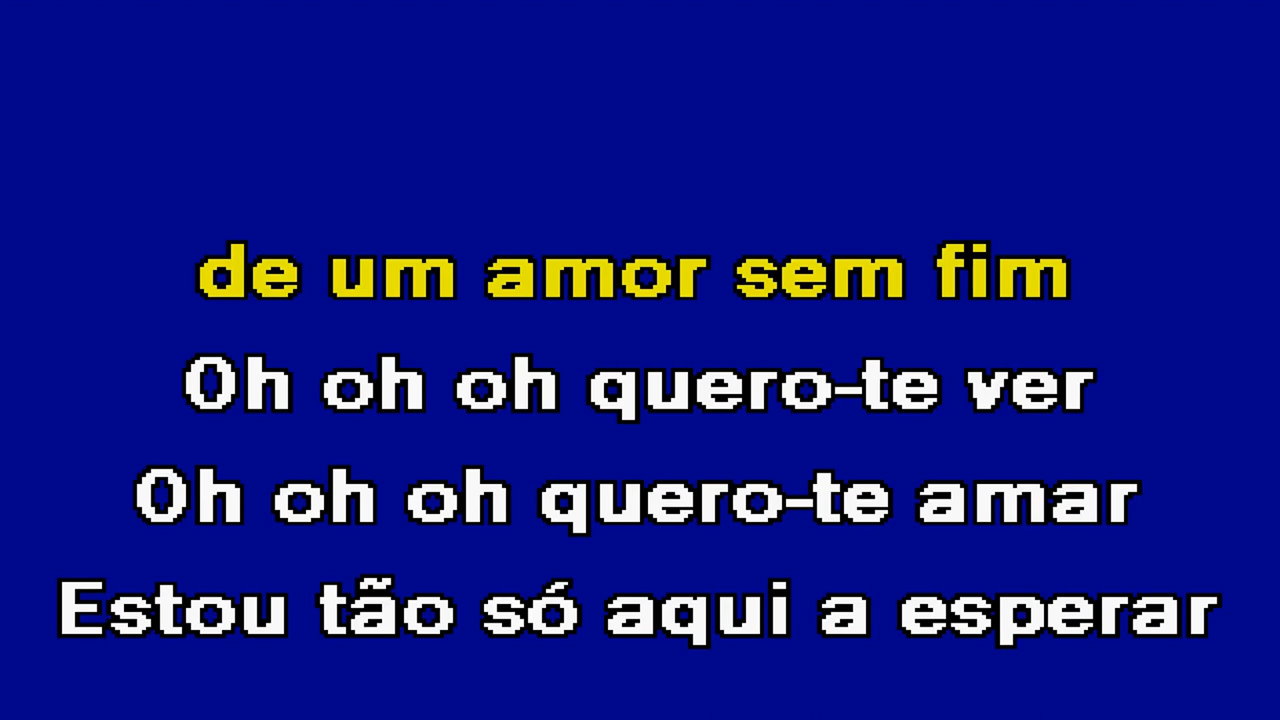 de um amor sem fim
Oh oh oh quero-te ver
Oh oh oh quero-te amar
Estou tão só aqui a esperar